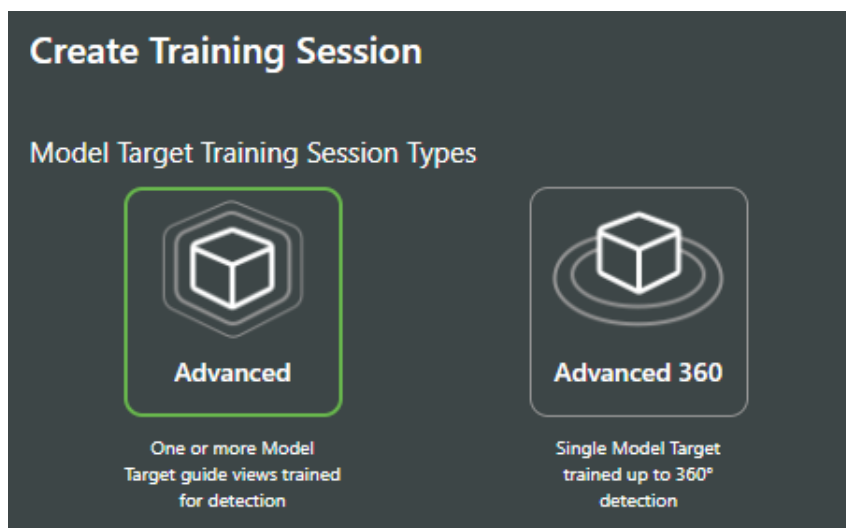 Create Training Session
Model Target Training Session Types
Advanced
One or more Model
Target guide views trained
for detection
Advanced 360
Single Model Target
trained up to 360°
detection